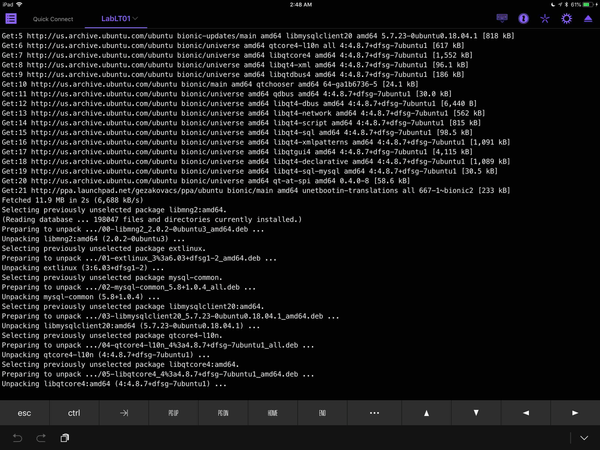 iPad
2:48 AM
61%
Quick Connect
LabLT01
Get:5 http://us.archive.ubuntu.com/ubuntu bionic-updates/main amd64 libmysqlclient20 amd64 5.7.23-0ubuntu0.18.04.1 [818 kB]
Get:6 http://us.archive.ubuntu.com/ubuntu bionic/universe amd64 qtcore4-l10n all 4:4.8.7+dfsg-7ubuntu1 [617 kB]
Get:7 http://us.archive.ubuntu.com/ubuntu bionic/universe amd64 libqtcore4 amd64 4:4.8.7+dfsg-7ubuntu1 [1,552 kB]
Get:8 http://us.archive.ubuntu.com/ubuntu bionic/universe amd64 libqt4-xml amd64 4:4.8.7+dfsg-7ubuntu1 [96.1 kB]
Get:9 http://us.archive.ubuntu.com/ubuntu bionic/universe amd64 libqtdbus4 amd64 4:4.8.7+dfsg-7ubuntu1 [186 kB]
Get:10 http://us.archive.ubuntu.com/ubuntu bionic/main amd64 qtchooser amd64 64-ga1b6736-5 [24.1 kB]
Get:11 http://us.archive.ubuntu.com/ubuntu bionic/universe amd64 qdbus amd64 4:4.8.7+dfsg-7ubuntu1 [30.0 kB]
Get:12 http://us.archive.ubuntu.com/ubuntu bionic/universe amd64 libqt4-dbus amd64 4:4.8.7+dfsg-7ubuntu1 [6,440 B]
Get:13 http://us.archive.ubuntu.com/ubuntu bionic/universe amd64 libqt4-network amd64 4:4.8.7+dfsg-7ubuntu1 [562 kB]
Get:14 http://us.archive.ubuntu.com/ubuntu bionic/universe amd64 libqt4-script amd64 4:4.8.7+dfsg-7ubuntu1 [815 kB]
Get:15 http://us.archive.ubuntu.com/ubuntu bionic/universe amd64 libqt4-sql amd64 4:4.8.7+dfsg-7ubuntu1 [98.5 kB]
Get:16 http://us.archive.ubuntu.com/ubuntu bionic/universe amd64 libqt4-xmlpatterns amd64 4:4.8.7+dfsg-7ubuntu1 [1,091 kB]
Get:17 http://us.archive.ubuntu.com/ubuntu bionic/universe amd64 libqtgui4 amd64 4:4.8.7+dfsg-7ubuntu1 [4,115 kB]
Get:18 http://us.archive.ubuntu.com/ubuntu bionic/universe amd64 libqt4-declarative amd64 4:4.8.7+dfsg-7ubuntu1 [1,089 kB]
Get:19 http://us.archive.ubuntu.com/ubuntu bionic/universe amd64 libqt4-sql-mysql amd64 4:4.8.7+dfsg-7ubuntu1 [30.5 kB]
Get:20 http://us.archive.ubuntu.com/ubuntu bionic/universe amd64 qt-at-spi amd64 0.4.0-8 [58.6 kB]
Get:21 http://ppa.launchpad.net/gezakovacs/ppa/ubuntu bionic/main amd64 unetbootin-translations all 667-1~bionic2 [233 kB]
Fetched 11.9 MB in 2s (6,688 kB/s)
Selecting previously unselected package libmng2:amd64.
(Reading database ... 198047 files and directories currently installed.)
Preparing to unpack .../00-libmng2_2.0.2-0ubuntu3_amd64.deb ...
Unpacking libmng2:amd64 (2.0.2-0ubuntu3) ...
Selecting previously unselected package extlinux.
Preparing to unpack .../01-extlinux_3%3a6.03+dfsg1-2_amd64.deb ...
Unpacking extlinux (3:6.03+dfsg1-2) ...
Selecting previously unselected package mysql-common.
Preparing to unpack .../02-mysql-common_5.8+1.0.4_all.deb ...
Unpacking mysql-common (5.8+1.0.4) ...
Selecting previously unselected package libmysqlclient20:amd64.
Preparing to unpack .../03-libmysqlclient20_5.7.23-0ubuntu0.18.04.1_amd64.deb ...
Unpacking libmysqlclient20:amd64 (5.7.23-0ubuntu0.18.04.1) ...
Selecting previously unselected package qtcore4-l10n.
Preparing to unpack .../04-qtcore4-l10n_4%3a4.8.7+dfsg-7ubuntu1_all.deb ...
Unpacking qtcore4-l10n (4:4.8.7+dfsg-7ubuntu1) ...
Selecting previously unselected package libqtcore4:amd64.
Preparing to unpack .../05-libqtcore4_4%3a4.8.7+dfsg-7ubuntu1_amd64.deb ...
Unpacking libqtcore4:amd64 (4:4.8.7+dfsg-7ubuntu1) ...
esc
ctrl
PGUP
PGDN
HOME
END